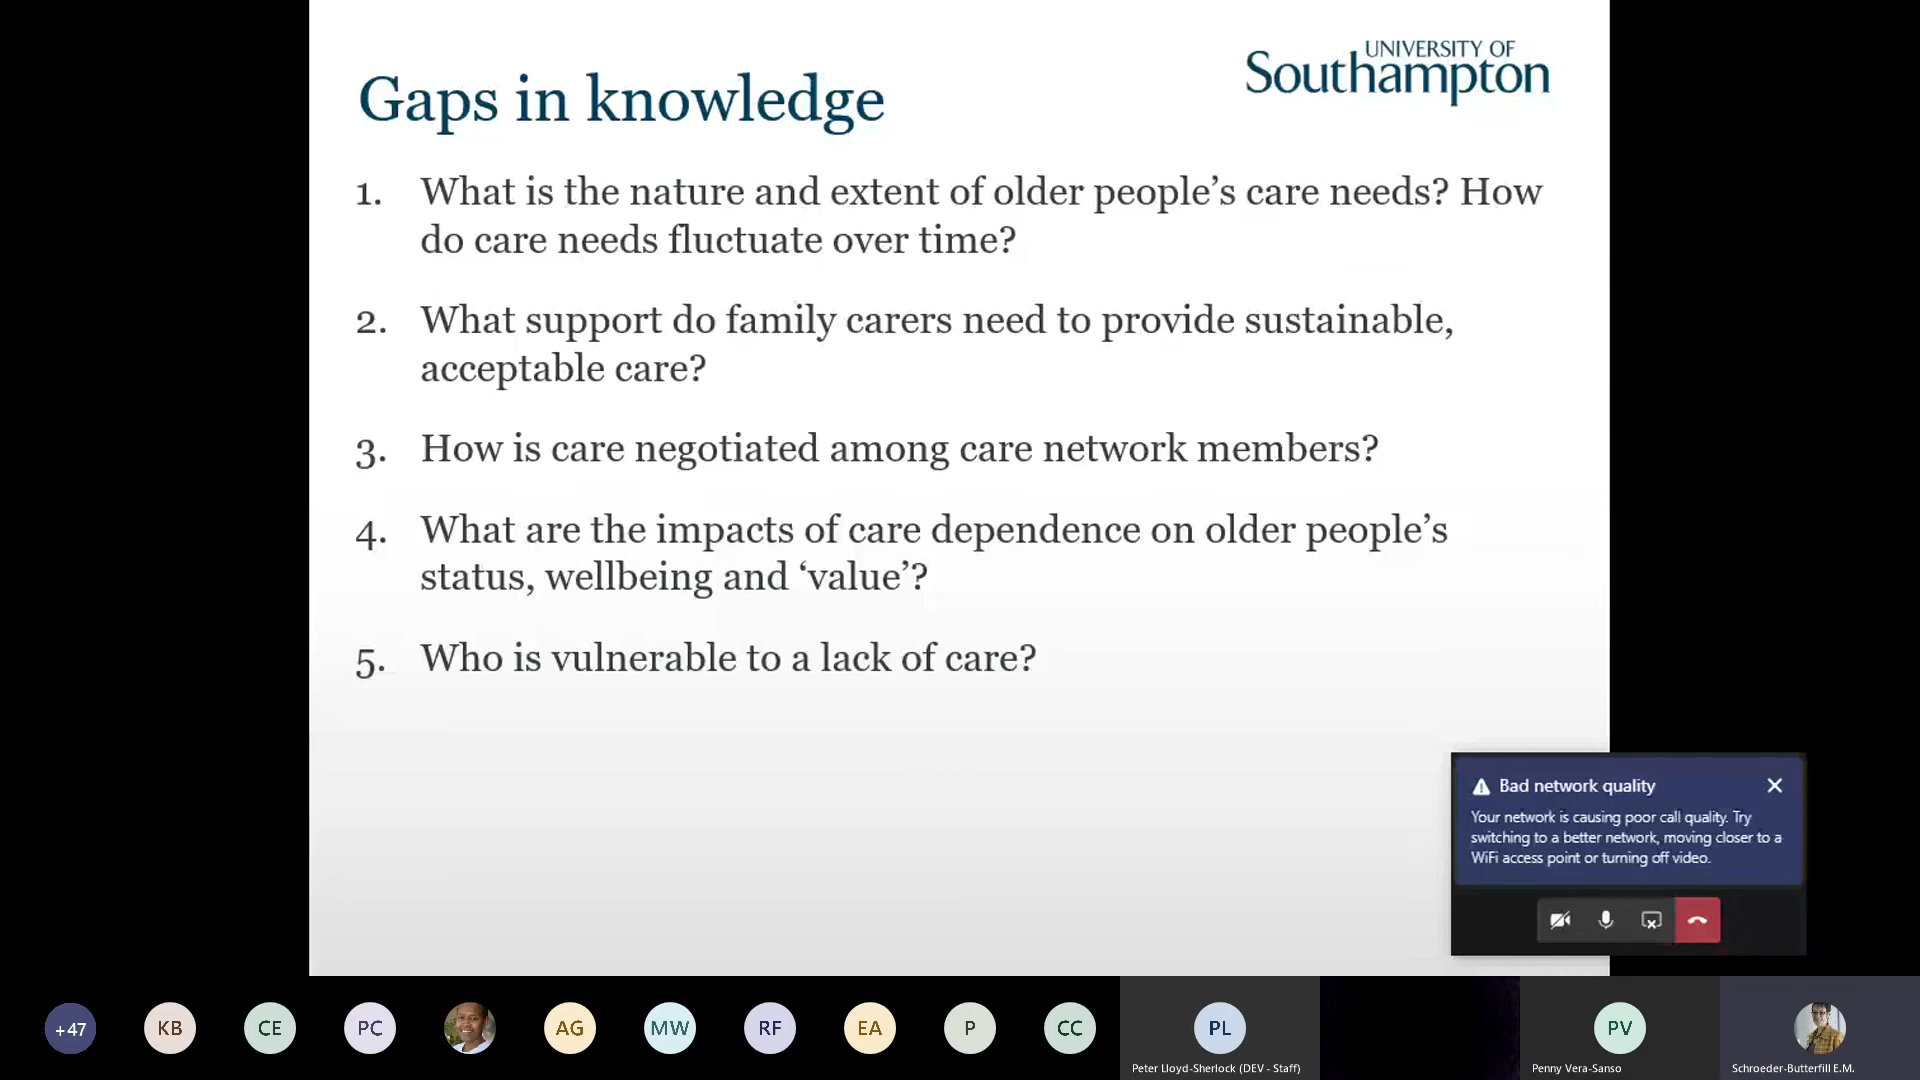 UNIVERSITY OF
Southampton
Gaps in knowledge
1. What is the nature and extent of older people’s care needs? How
do care needs fluctuate over time?
2. What support do family carers need to provide sustainable,
acceptable care?
3. How is care negotiated among care network members?
4. What are the impacts of care dependence on older people’s
status, wellbeing and ‘value’?
5. Who is vulnerable to a lack of care?
Bad network quality
Your network is causing poor call quality. Try
switching to a better network, moving closer to a
WiFi access point or turning off video.
+47
KB
CE
PC
AG
MW
RF
EA
P
CC
PL
PV
Peter Lloyd-Sherlock (DEV - Staff)
Penny Vera-Sanso
Schroeder-Butterfill E.M.